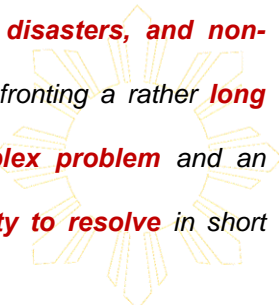 disasters, and non-
fronting a rather long
plex problem and an
ty to resolve in short